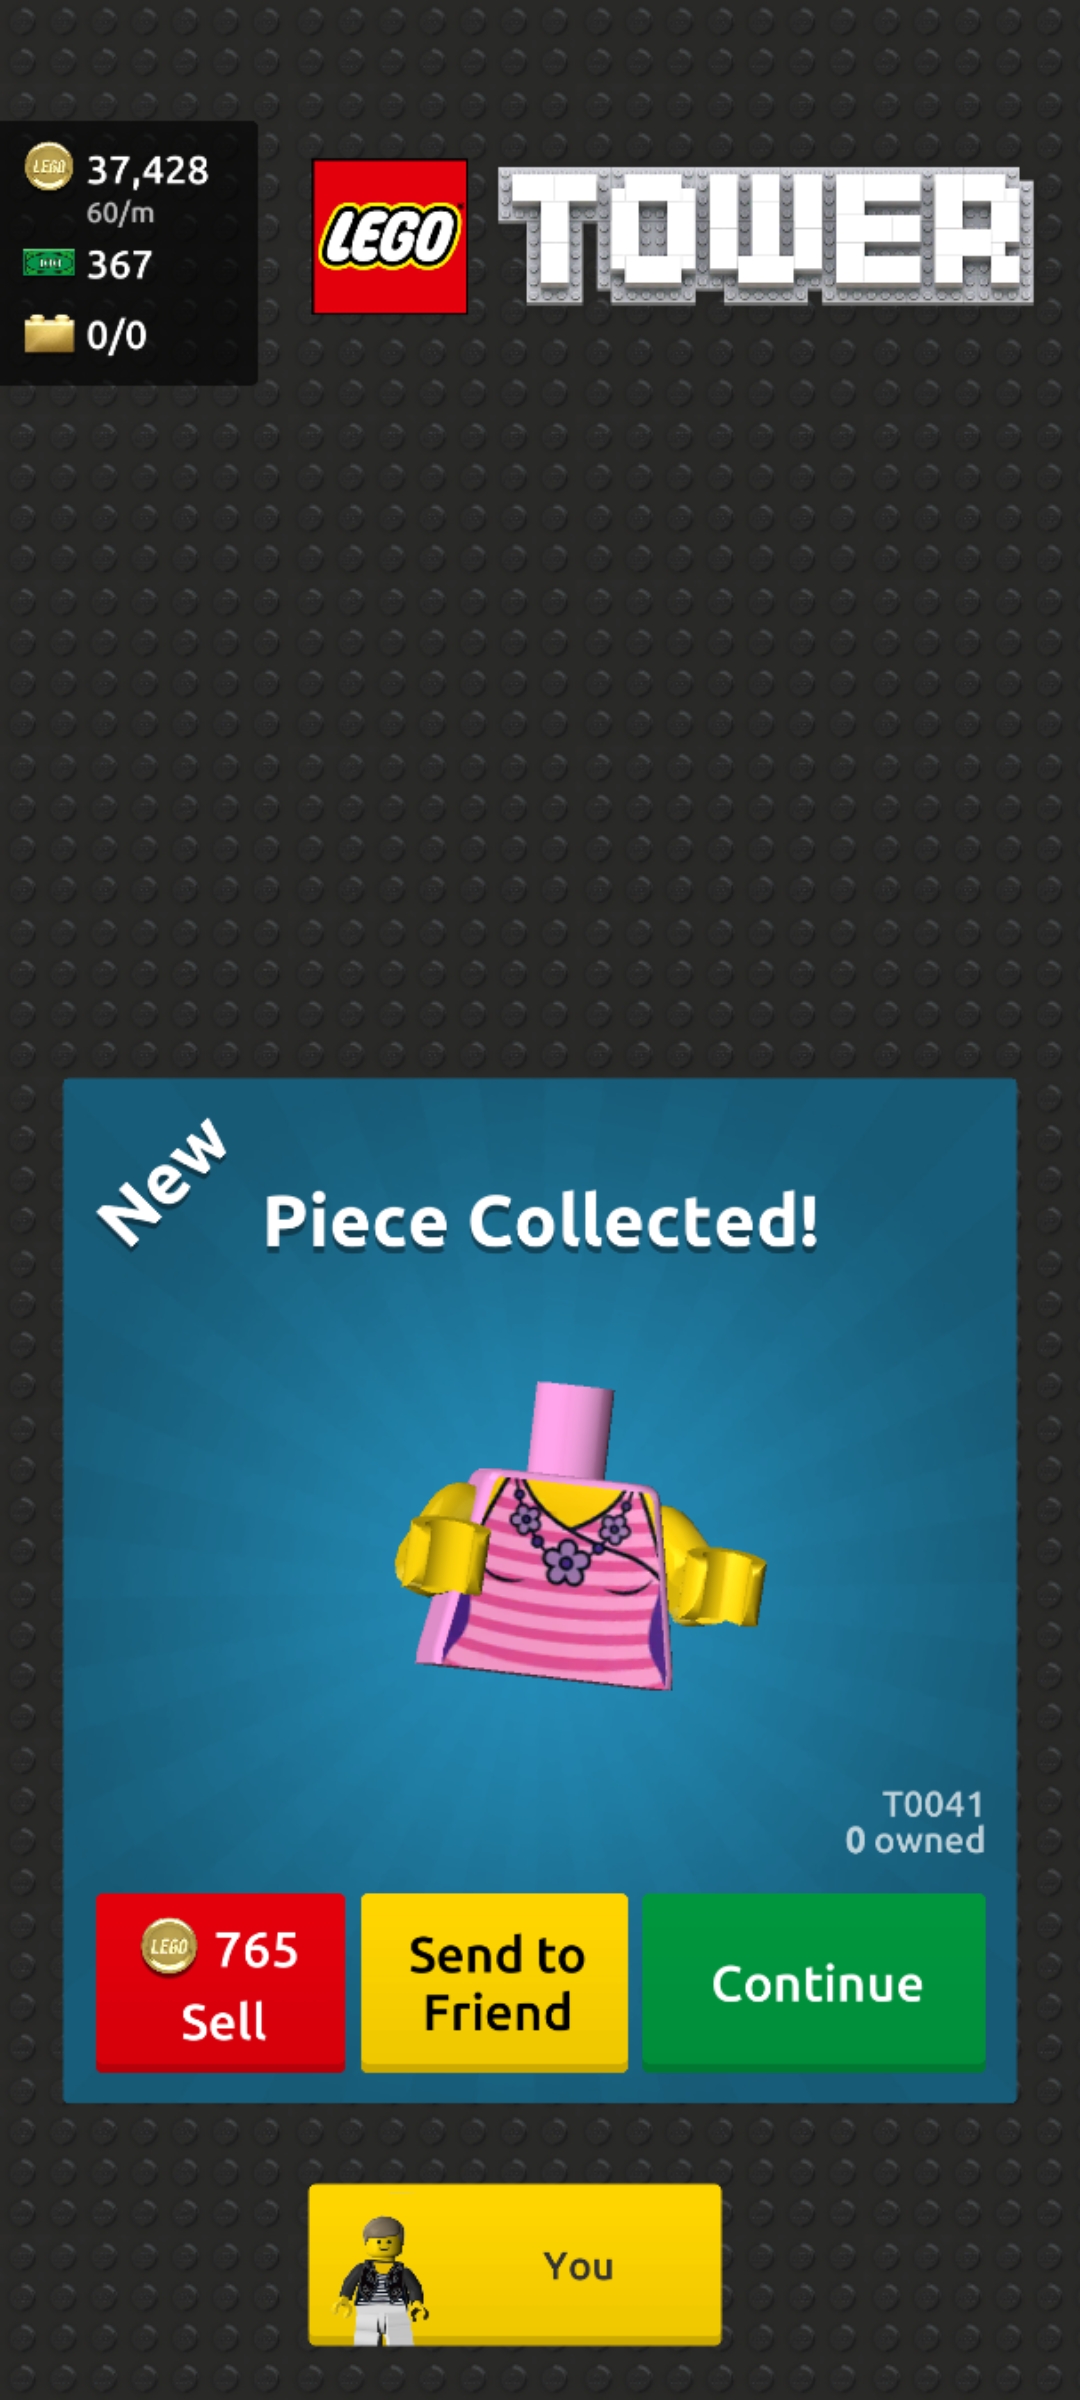 LEGO
37,428
60/m
367
0/0
LEGO
TOWER
New
Piece Collected!
T0041
0 owned
LEGO
765
Sell
Send to
Friend
Continue
You